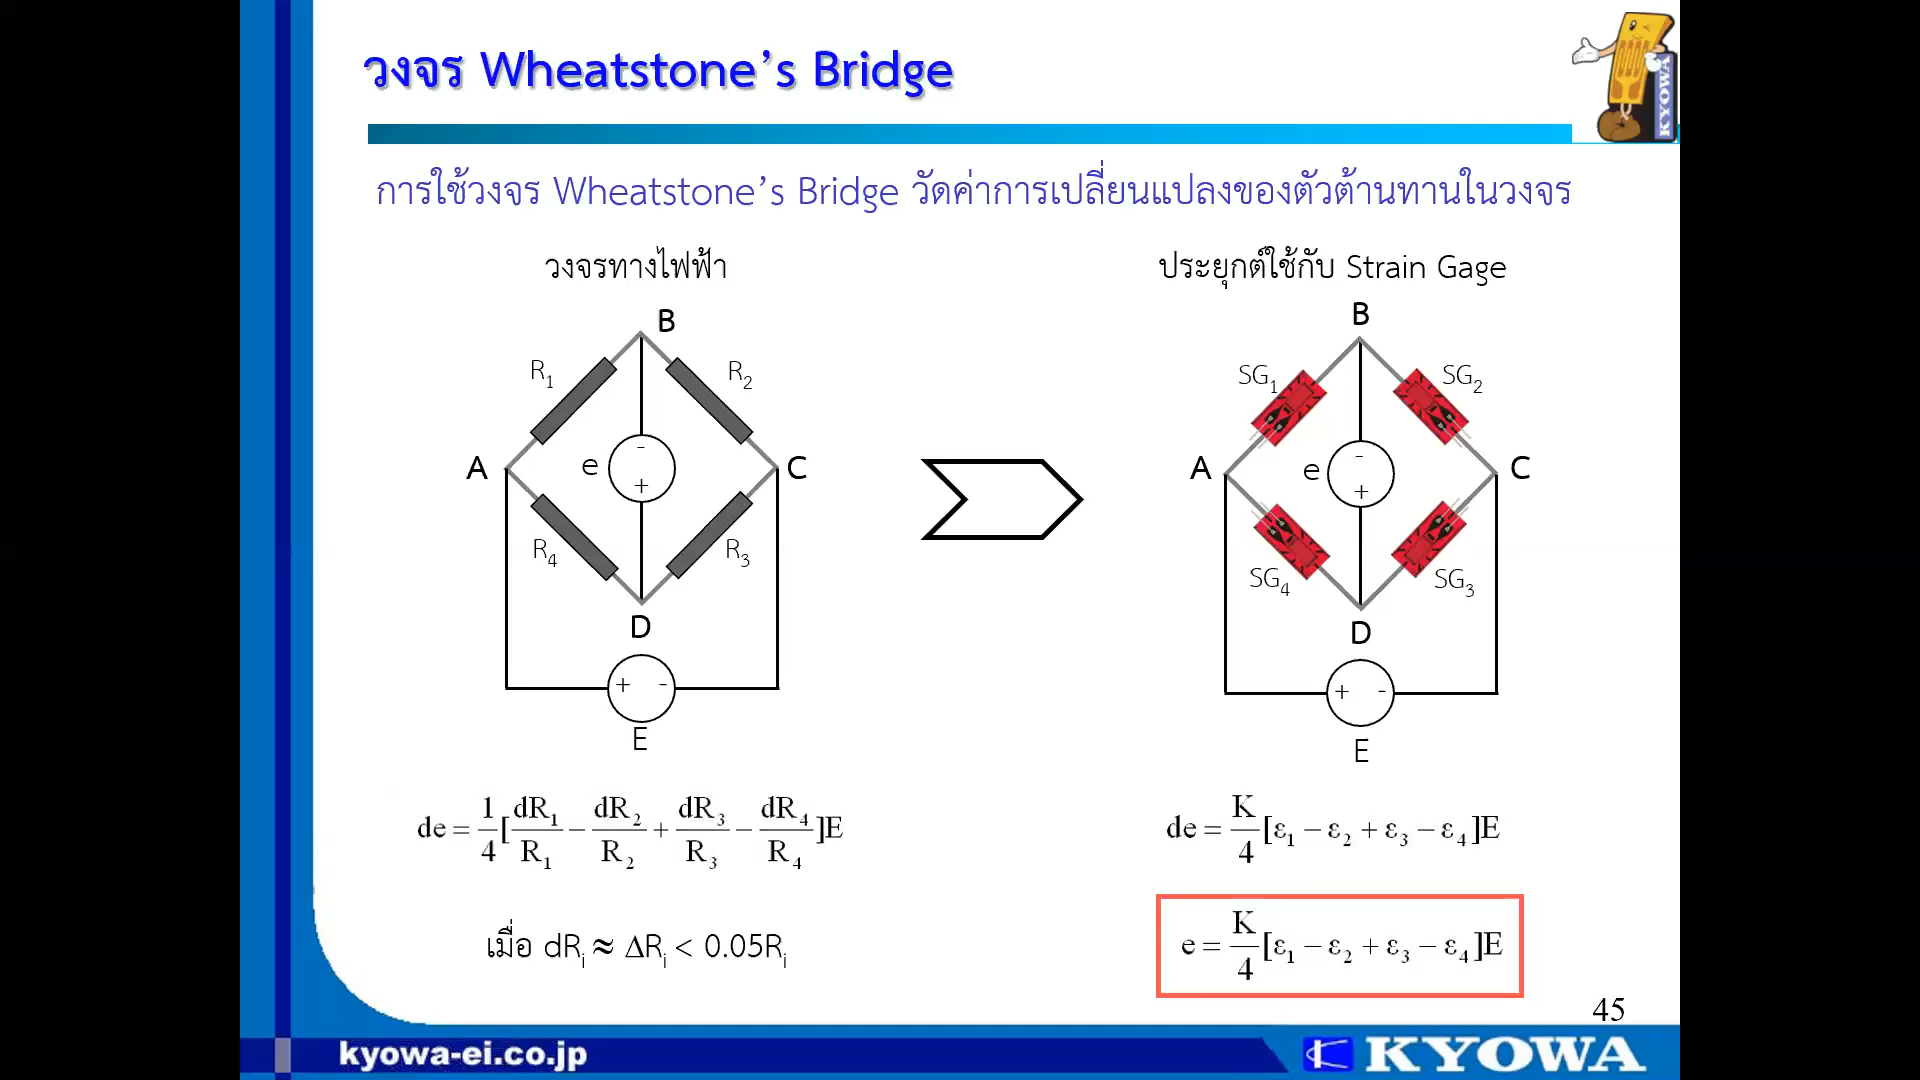 วงจร Wheatstone’s Bridge
KYOWA
การใช้วงจร Wheatstone’s Bridge วัดค่าการเปลี่ยนแปลงของตัวต้านทานในวงจร
วงจรทางไฟฟ้า
B
R1 R2
A e - + C
R4 R3
D
+ -
E
de = 1/4 [dR1/R1 − dR2/R2 + dR3/R3 − dR4/R4]E
เมื่อ dRi ≈ ΔRi < 0.05Ri
ประยุกต์ใช้กับ Strain Gage
B
SG1 SG2
A e - + C
SG4 SG3
D
+ -
E
de = K/4 [ε1 − ε2 + ε3 − ε4]E
e = K/4 [ε1 − ε2 + ε3 − ε4]E
45
kyowa-ei.co.jp
KYOWA